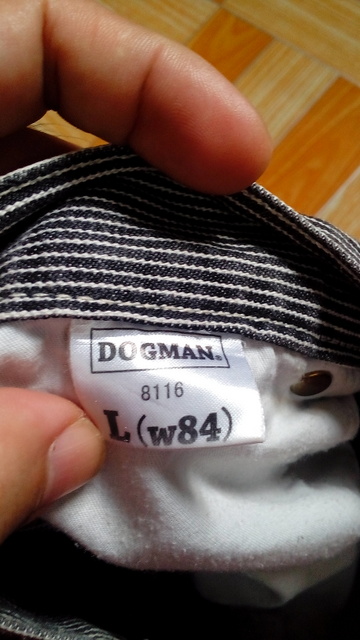 DOGMAN.
8116
L (w84)